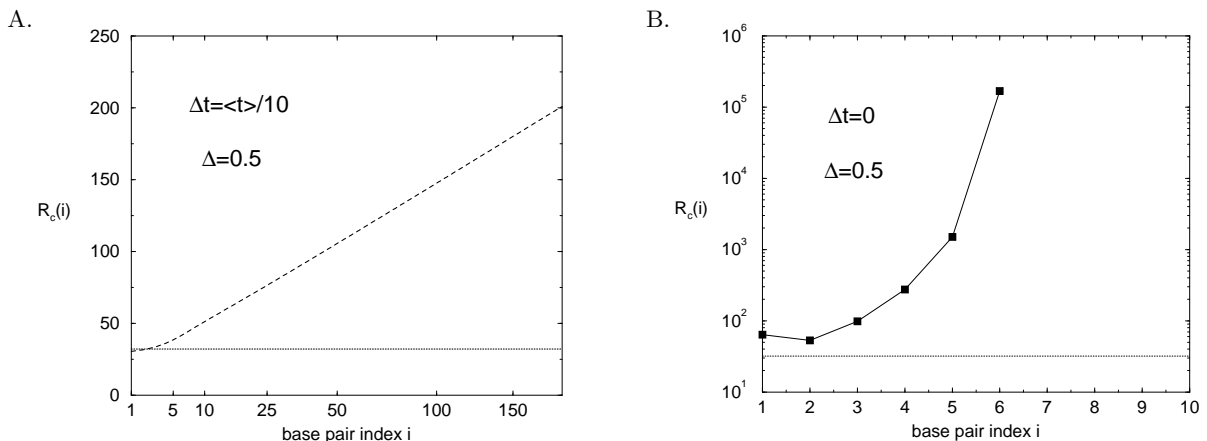 A.
250
200
150
100
50
0
R_c(i)
Δt=<t>/10
Δ=0.5
1 5 10 25 50 100 150
base pair index i
B.
10^6
10^5
10^4
10^3
10^2
10^1
R_c(i)
Δt=0
Δ=0.5
1 2 3 4 5 6 7 8 9 10
base pair index i